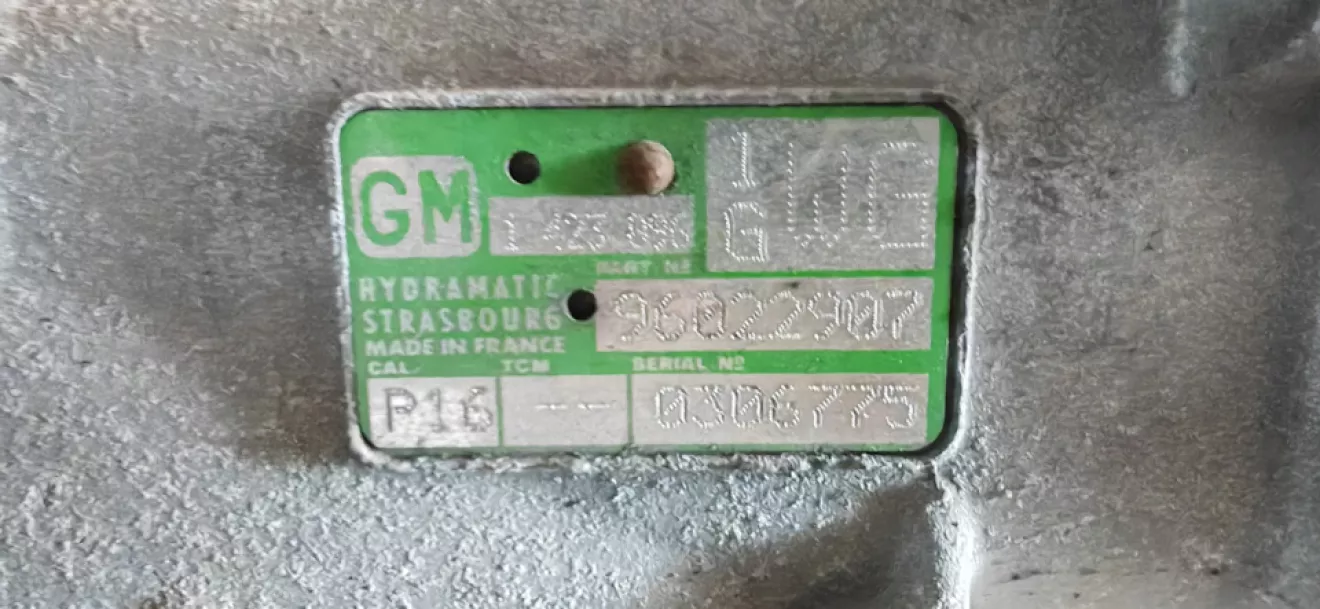 GM
1 423 096
PART Nº
1G WG
HYDRAMATIC
STRASBOURG
MADE IN FRANCE
96022907
CAL TCM SERIAL Nº
P16 -- -- 0306775